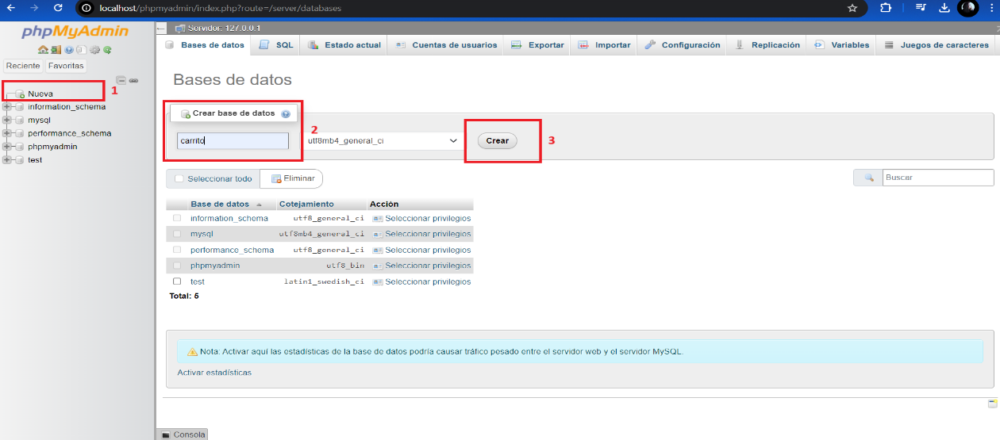 localhost/phpmyadmin/index.php?route=/server/databases
phpMyAdmin
Reciente Favoritas
Nueva 1
information_schema
mysql
performance_schema
phpmyadmin
test
Servidor: 127.0.0.1
Bases de datos SQL Estado actual Cuentas de usuarios Exportar Importar Configuración Replicación Variables Juegos de caracteres
Bases de datos
Crear base de datos
2
carrito utf8mb4_general_ci Crear 3
Seleccionar todo Eliminar Buscar
Base de datos Cotejamiento Acción
information_schema utf8_general_ci Seleccionar privilegios
mysql utf8mb4_general_ci Seleccionar privilegios
performance_schema utf8_general_ci Seleccionar privilegios
phpmyadmin utf8_bin Seleccionar privilegios
test latin1_swedish_ci Seleccionar privilegios
Total: 5
Nota: Activar aquí las estadísticas de la base de datos podría causar tráfico pesado entre el servidor web y el servidor MySQL.
Activar estadísticas
Consola